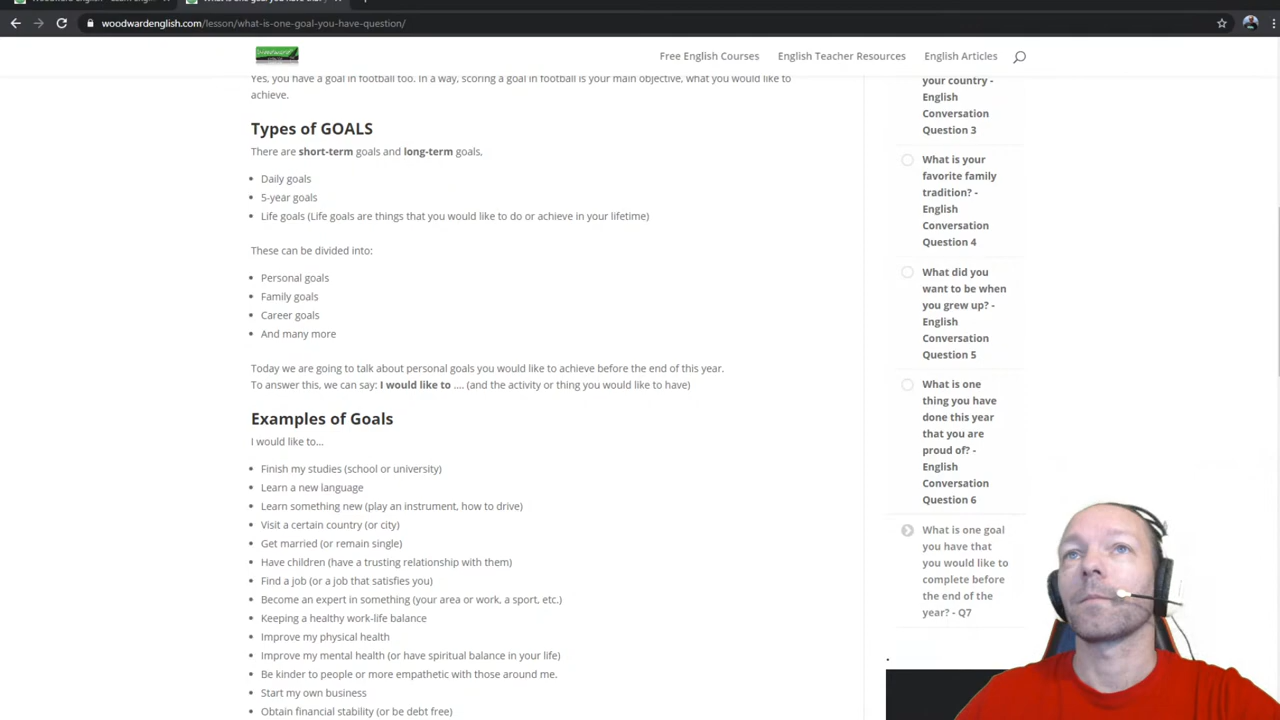 woodwardenglish.com/lesson/what-is-one-goal-you-have-question/
Free English Courses
English Teacher Resources
English Articles
Yes, you have a goal in football too. In a way, scoring a goal in football is your main objective, what you would like to
achieve.
Types of GOALS
There are short-term goals and long-term goals,
Daily goals
5-year goals
Life goals (Life goals are things that you would like to do or achieve in your lifetime)
These can be divided into:
Personal goals
Family goals
Career goals
And many more
Today we are going to talk about personal goals you would like to achieve before the end of this year.
To answer this, we can say: I would like to .... (and the activity or thing you would like to have)
Examples of Goals
I would like to...
Finish my studies (school or university)
Learn a new language
Learn something new (play an instrument, how to drive)
Visit a certain country (or city)
Get married (or remain single)
Have children (have a trusting relationship with them)
Find a job (or a job that satisfies you)
Become an expert in something (your area or work, a sport, etc.)
Keeping a healthy work-life balance
Improve my physical health
Improve my mental health (or have spiritual balance in your life)
Be kinder to people or more empathetic with those around me.
Start my own business
Obtain financial stability (or be debt free)
your country -
English
Conversation
Question 3
What is your
favorite family
tradition? -
English
Conversation
Question 4
What did you
want to be when
you grew up? -
English
Conversation
Question 5
What is one
thing you have
done this year
that you are
proud of? -
English
Conversation
Question 6
What is one goal
you have that
you would like to
complete before
the end of the
year? - Q7